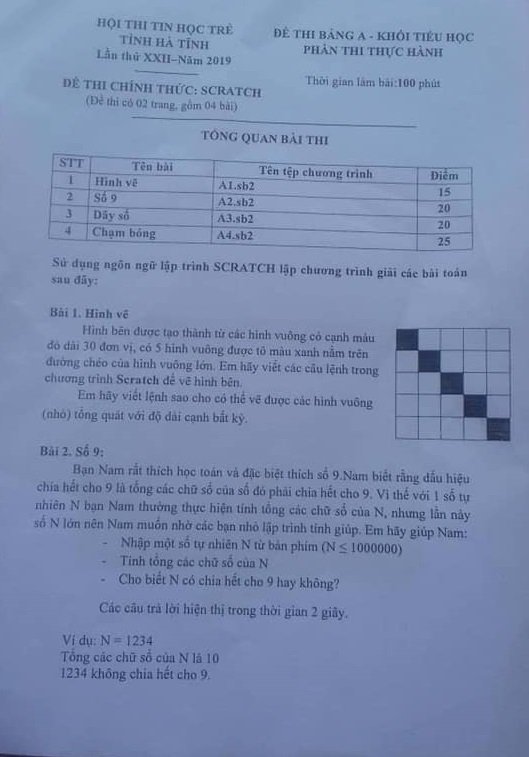 HỘI THI TIN HỌC TRẺ
TỈNH HÀ TĨNH
Lần thứ XXII–Năm 2019
ĐỀ THI BẢNG A - KHỐI TIỂU HỌC
PHẦN THI THỰC HÀNH
Thời gian làm bài:100 phút
ĐỀ THI CHÍNH THỨC: SCRATCH
(Đề thi có 02 trang, gồm 04 bài)
TỔNG QUAN BÀI THI
STT Tên bài Tên tệp chương trình Điểm
1 Hình vẽ A1.sb2 15
2 Số 9 A2.sb2 20
3 Dãy số A3.sb2 20
4 Chạm bóng A4.sb2 25
Sử dụng ngôn ngữ lập trình SCRATCH lập chương trình giải các bài toán
sau đây:
Bài 1. Hình vẽ
Hình bên được tạo thành từ các hình vuông có cạnh màu
đỏ dài 30 đơn vị, có 5 hình vuông được tô màu xanh nằm trên
đường chéo của hình vuông lớn. Em hãy viết các câu lệnh trong
chương trình Scratch để vẽ hình bên.
Em hãy viết lệnh sao cho có thể vẽ được các hình vuông
(nhỏ) tổng quát với độ dài cạnh bất kỳ.
Bài 2. Số 9:
Bạn Nam rất thích học toán và đặc biệt thích số 9.Nam biết rằng dấu hiệu
chia hết cho 9 là tổng các chữ số của số đó phải chia hết cho 9. Vì thế với 1 số tự
nhiên N bạn Nam thường thực hiện tính tổng các chữ số của N, nhưng lần này
số N lớn nên Nam muốn nhờ các bạn nhỏ lập trình tính giúp. Em hãy giúp Nam:
- Nhập một số tự nhiên N từ bàn phím (N ≤ 1000000)
- Tính tổng các chữ số của N
- Cho biết N có chia hết cho 9 hay không?
Các câu trả lời hiện thị trong thời gian 2 giây.
Ví dụ: N = 1234
Tổng các chữ số của N là 10
1234 không chia hết cho 9.